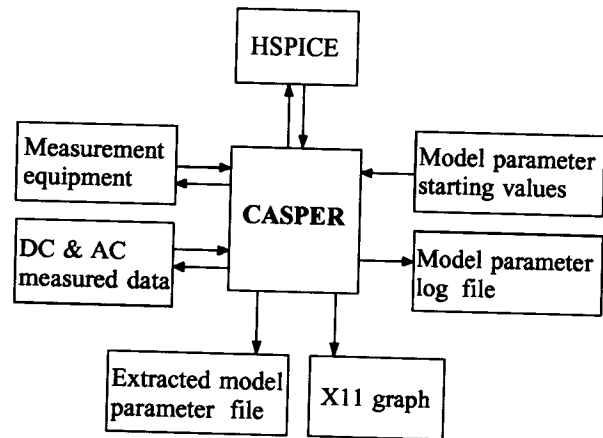 HSPICE
Measurement
equipment
Model parameter
starting values
CASPER
DC & AC
measured data
Model parameter
log file
Extracted model
parameter file
X11 graph